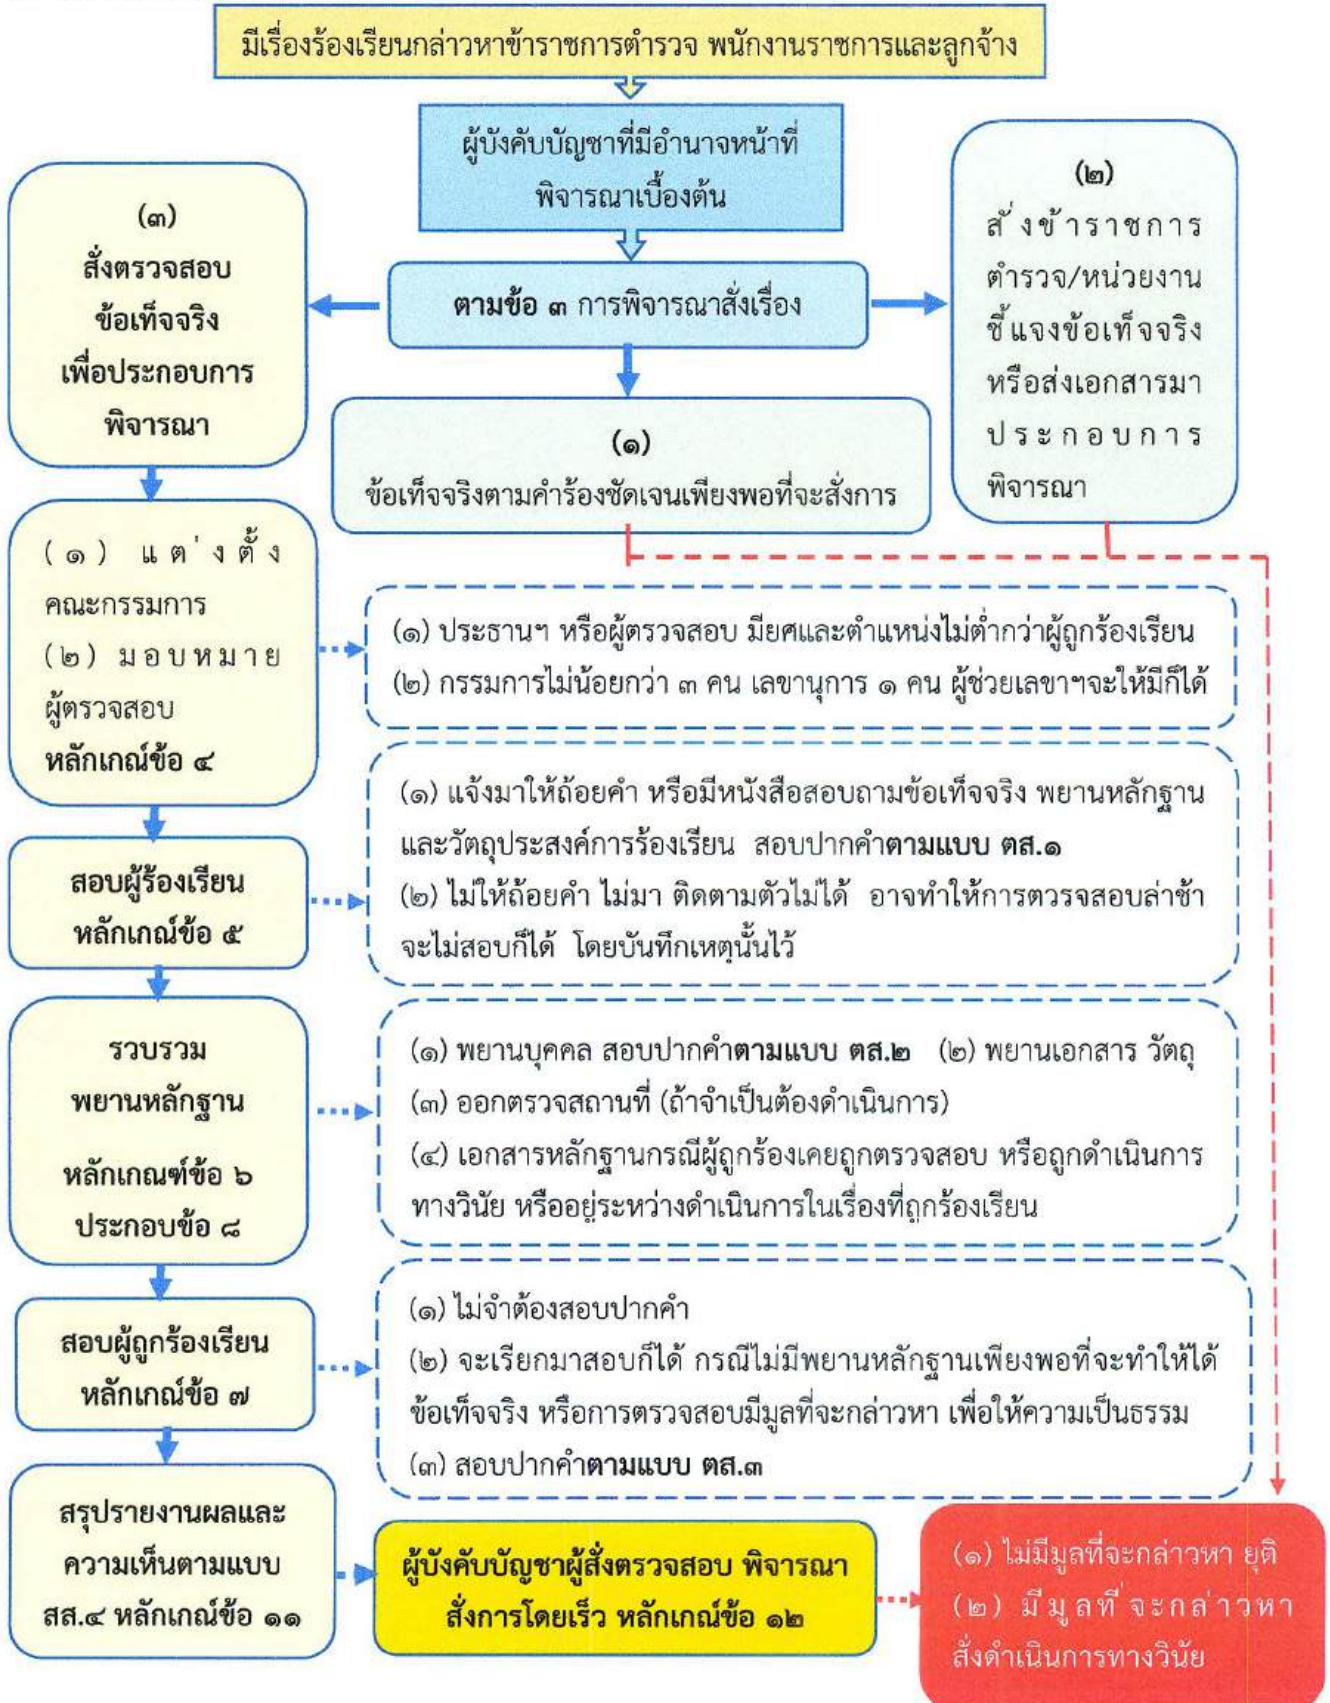 มีเรื่องร้องเรียนกล่าวหาข้าราชการตำรวจ พนักงานราชการและลูกจ้าง
ผู้บังคับบัญชาที่มีอำนาจหน้าที่
พิจารณาเบื้องต้น
ตามข้อ ๓ การพิจารณาสั่งเรื่อง
(๑)
ข้อเท็จจริงตามคำร้องชัดเจนเพียงพอที่จะสั่งการ
(๒)
สั่งข้าราชการ
ตำรวจ/หน่วยงาน
ชี้แจงข้อเท็จจริง
หรือส่งเอกสารมา
ประกอบการ
พิจารณา
(๓)
สั่งตรวจสอบ
ข้อเท็จจริง
เพื่อประกอบการ
พิจารณา
(๑) แต่งตั้ง
คณะกรรมการ
(๒) มอบหมาย
ผู้ตรวจสอบ
หลักเกณ์ข้อ ๔
(๑) ประธานฯ หรือผู้ตรวจสอบ มียศและตำแหน่งไม่ต่ำกว่าผู้ถูกร้องเรียน
(๒) กรรมการไม่น้อยกว่า ๓ คน เลขานุการ ๑ คน ผู้ช่วยเลขาฯจะให้มีก็ได้
สอบผู้ร้องเรียน
หลักเกณ์ข้อ ๕
(๑) แจ้งมาให้ถ้อยคำ หรือมีหนังสือสอบถามข้อเท็จจริง พยานหลักฐาน
และวัตถุประสงค์การร้องเรียน สอบปากคำตามแบบ ตส.๑
(๒) ไม่ให้ถ้อยคำ ไม่มา ติดตามตัวไม่ได้ อาจทำให้การตวรจสอบล่าช้า
จะไม่สอบก็ได้ โดยบันทึกเหตุนั้นไว้
รวบรวม
พยานหลักฐาน
หลักเกณฑ์ข้อ ๖
ประกอบข้อ ๘
(๑) พยานบุคคล สอบปากคำตามแบบ ตส.๒ (๒) พยานเอกสาร วัตถุ
(๓) ออกตรวจสถานที่ (ถ้าจำเป็นต้องดำเนินการ)
(๔) เอกสารหลักฐานกรณีผู้ถูกร้องเคยถูกตรวจสอบ หรือถูกดำเนินการ
ทางวินัย หรืออยู่ระหว่างดำเนินการในเรื่องที่ถูกร้องเรียน
สอบผู้ถูกร้องเรียน
หลักเกณ์ข้อ ๗
(๑) ไม่จำต้องสอบปากคำ
(๒) จะเรียกมาสอบก็ได้ กรณีไม่มีพยานหลักฐานเพียงพอที่จะทำให้ได้
ข้อเท็จจริง หรือการตรวจสอบมีมูลที่จะกล่าวหา เพื่อให้ความเป็นธรรม
(๓) สอบปากคำตามแบบ ตส.๓
สรุปรายงานผลและ
ความเห็นตามแบบ
สส.๔ หลักเกณ์ข้อ ๑๑
ผู้บังคับบัญชาผู้สั่งตรวจสอบ พิจารณา
สั่งการโดยเร็ว หลักเกณ์ข้อ ๑๒
(๑) ไม่มีมูลที่จะกล่าวหา ยุติ
(๒) มีมูลที่จะกล่าวหา
สั่งดำเนินการทางวินัย